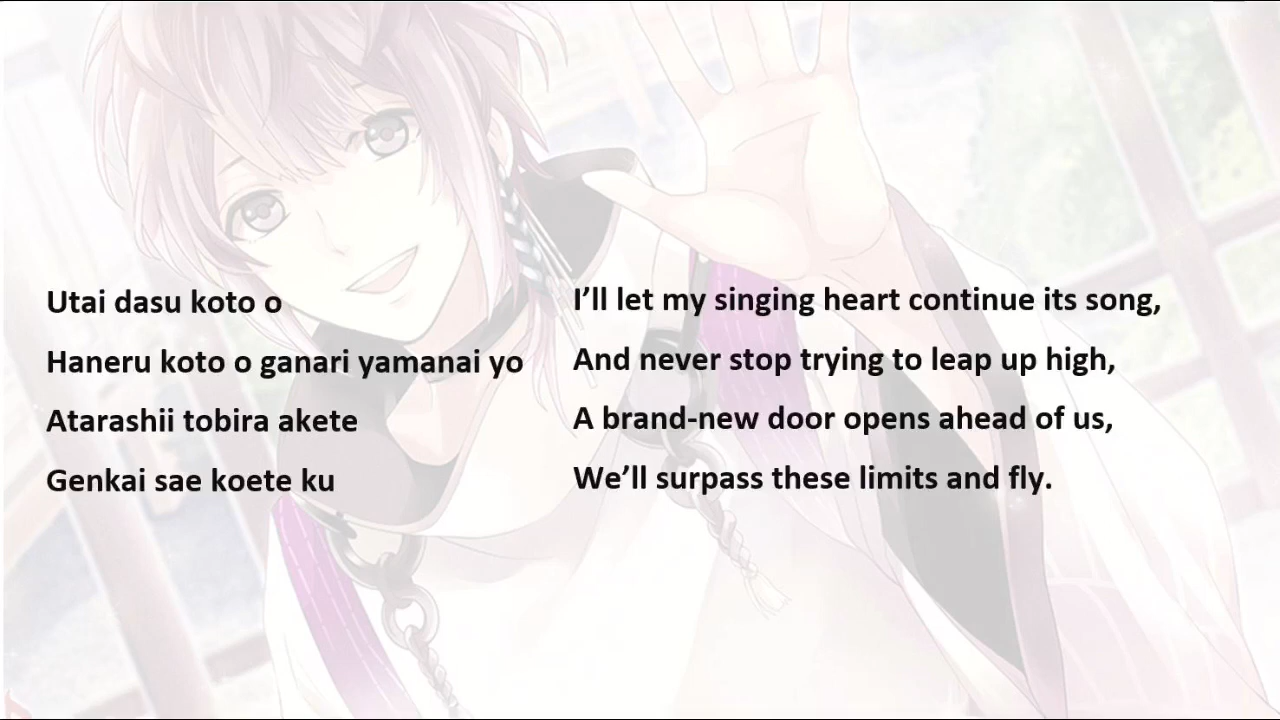 Utai dasu koto o
Haneru koto o ganari yamanai yo
Atarashii tobira akete
Genkai sae koete ku
I’ll let my singing heart continue its song,
And never stop trying to leap up high,
A brand-new door opens ahead of us,
We’ll surpass these limits and fly.